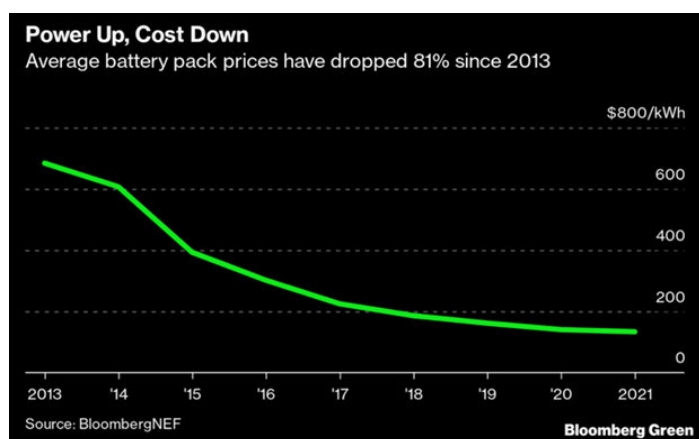 Power Up, Cost Down
Average battery pack prices have dropped 81% since 2013
$800/kWh
600
400
200
0
2013 '14 '15 '16 '17 '18 '19 '20 2021
Source: BloombergNEF
Bloomberg Green